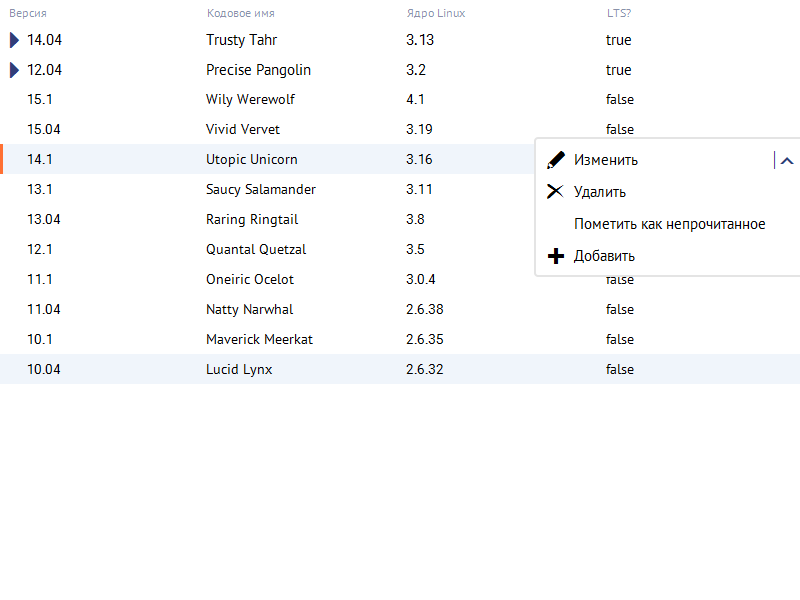 Версия Кодовое имя Ядро Linux LTS?
14.04 Trusty Tahr 3.13 true
12.04 Precise Pangolin 3.2 true
15.1 Wily Werewolf 4.1 false
15.04 Vivid Vervet 3.19 false
14.1 Utopic Unicorn 3.16 Изменить
13.1 Saucy Salamander 3.11 Удалить
13.04 Raring Ringtail 3.8 Пометить как непрочитанное
12.1 Quantal Quetzal 3.5 Добавить
11.1 Oneiric Ocelot 3.0.4 false
11.04 Natty Narwhal 2.6.38 false
10.1 Maverick Meerkat 2.6.35 false
10.04 Lucid Lynx 2.6.32 false